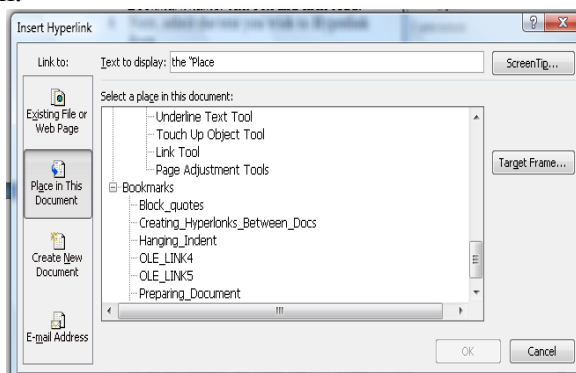 Insert Hyperlink
Link to:
Text to display: the "Place
ScreenTip...
Select a place in this document:
Existing File or
Web Page
Place in This
Document
Create New
Document
E-mail Address
Underline Text Tool
Touch Up Object Tool
Link Tool
Page Adjustment Tools
Bookmarks
Block_quotes
Creating_Hyperlonks_Between_Docs
Hanging_Indent
OLE_LINK4
OLE_LINK5
Preparing_Document
Target Frame...
OK
Cancel